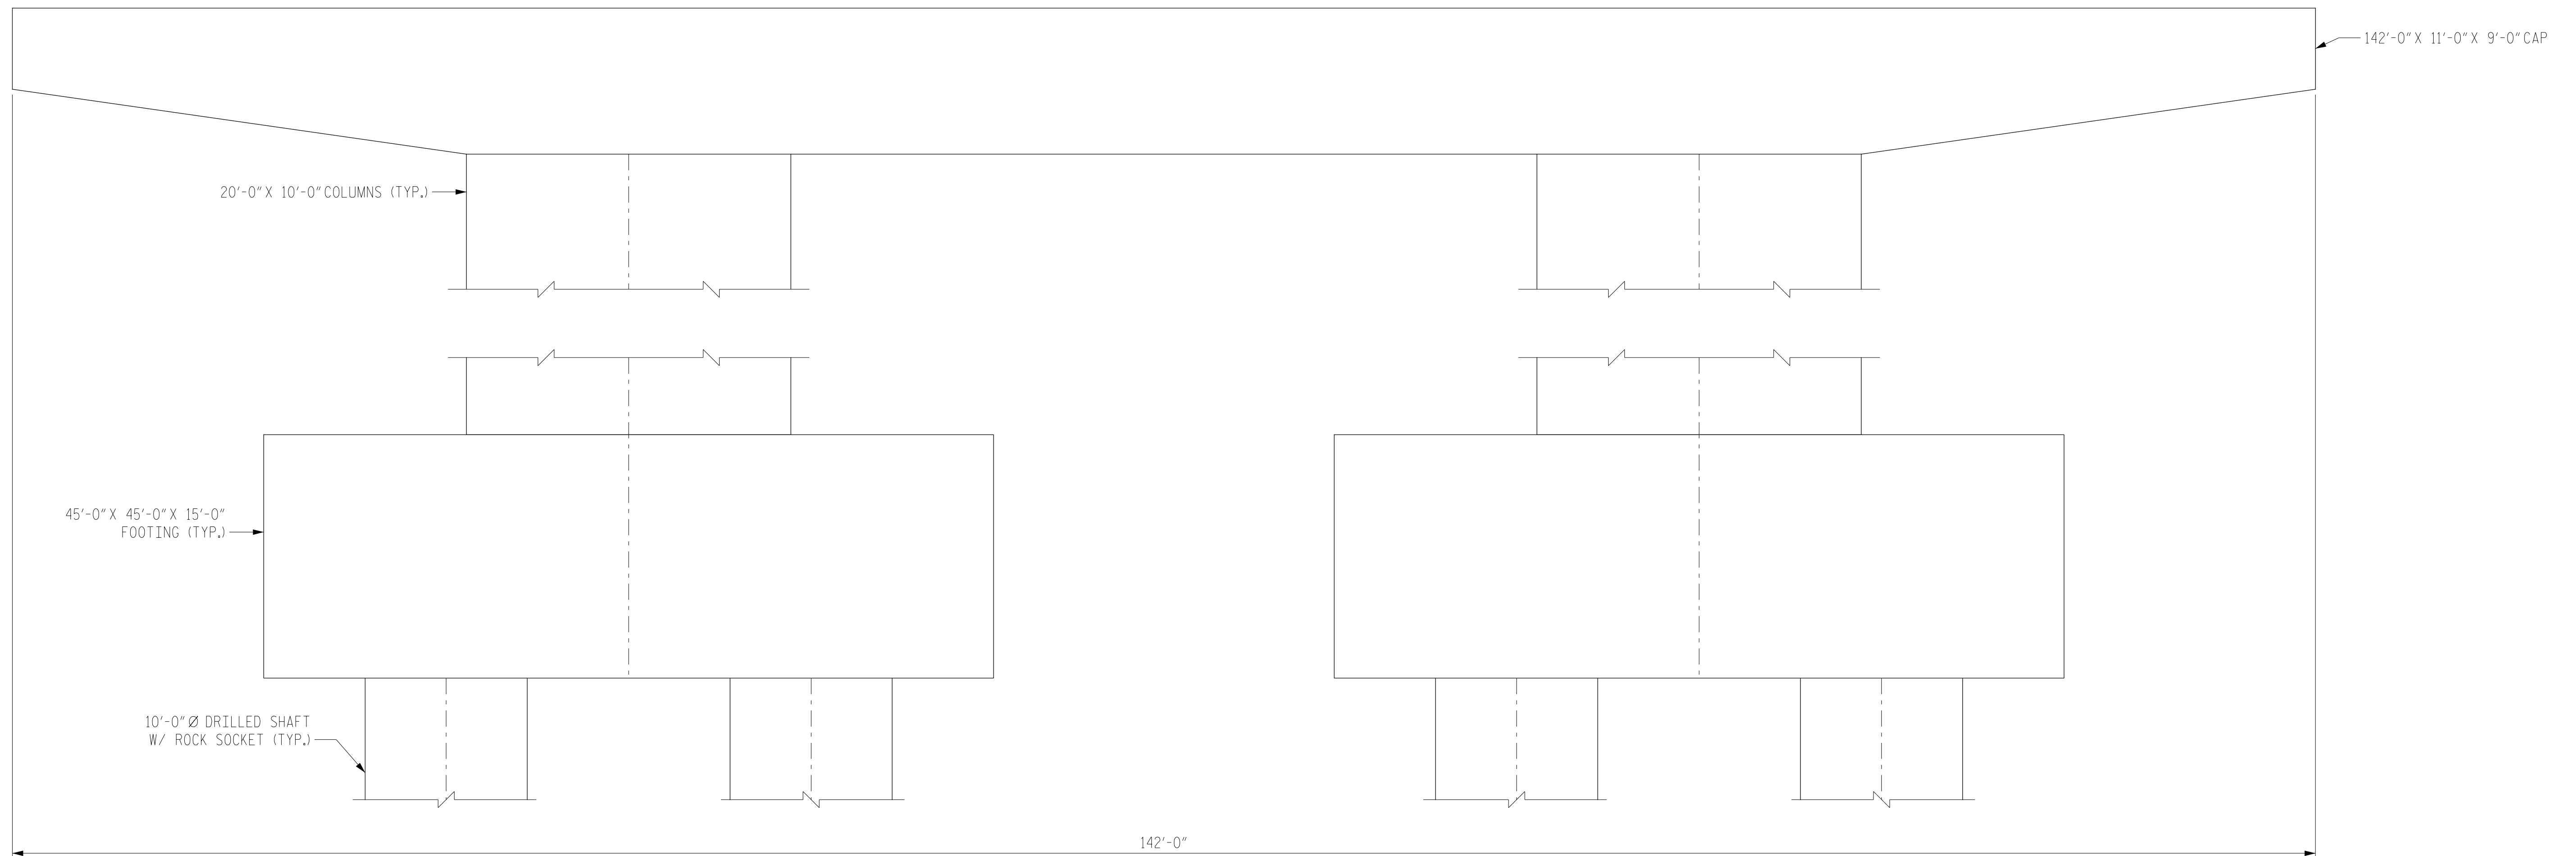 142'-0" X 11'-0" X 9'-0" CAP
20'-0" X 10'-0" COLUMNS (TYP.)
45'-0" X 45'-0" X 15'-0"
FOOTING (TYP.)
10'-0" Ø DRILLED SHAFT
W/ ROCK SOCKET (TYP.)
142'-0"